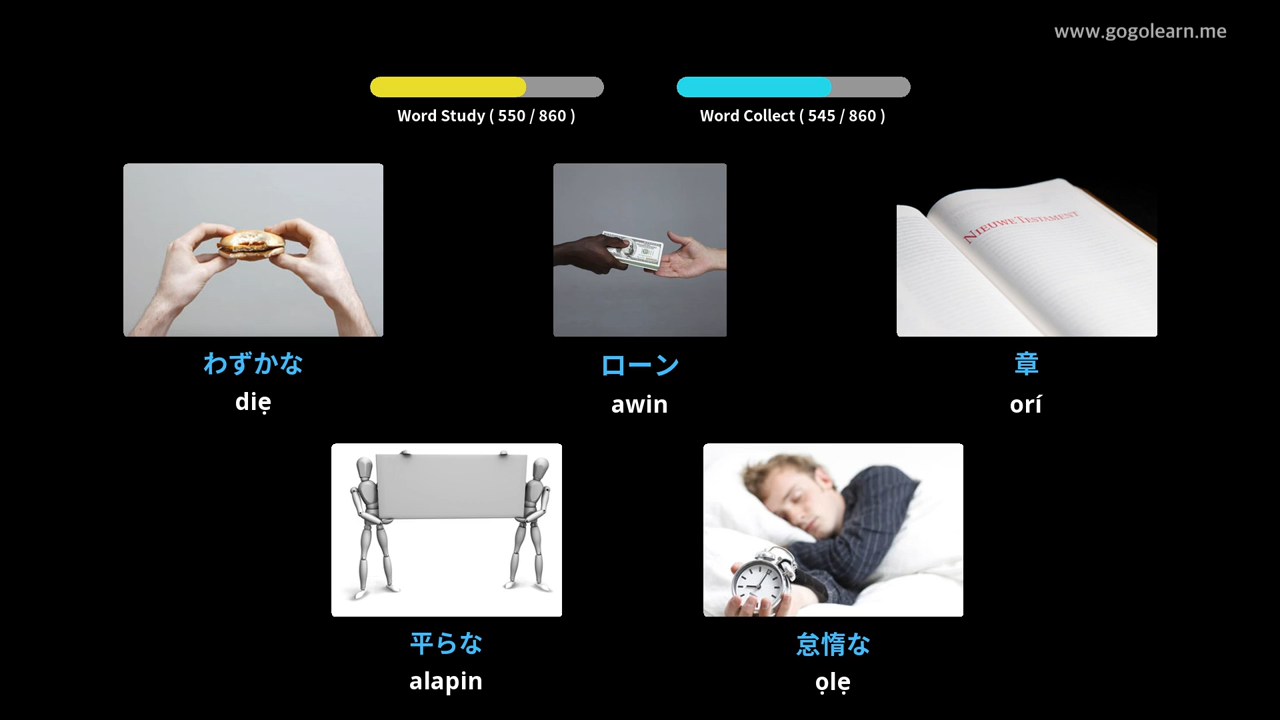 www.gogolearn.me
Word Study ( 550 / 860 )
Word Collect ( 545 / 860 )
NIEUWE TESTAMENT
わずかな
diẹ
ローン
awin
章
orí
平らな
alapin
怠惰な
ọlẹ